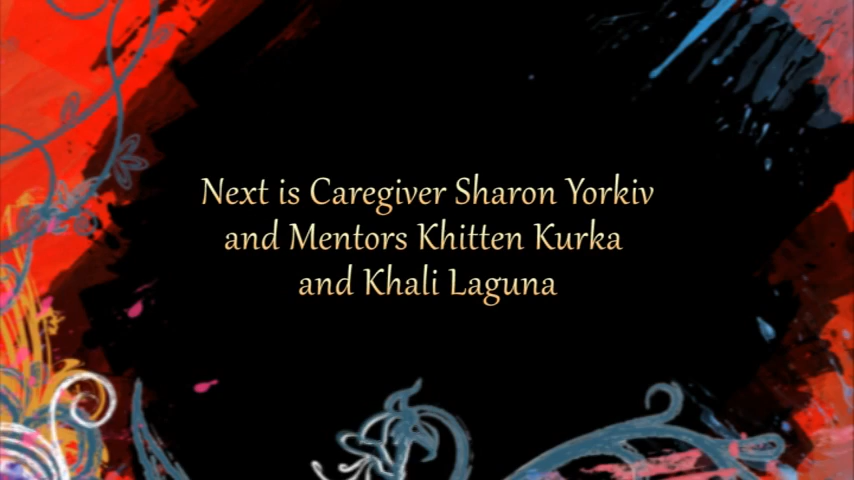 Next is Caregiver Sharon Yorkiv
and Mentors Khitten Kurka
and Khali Laguna